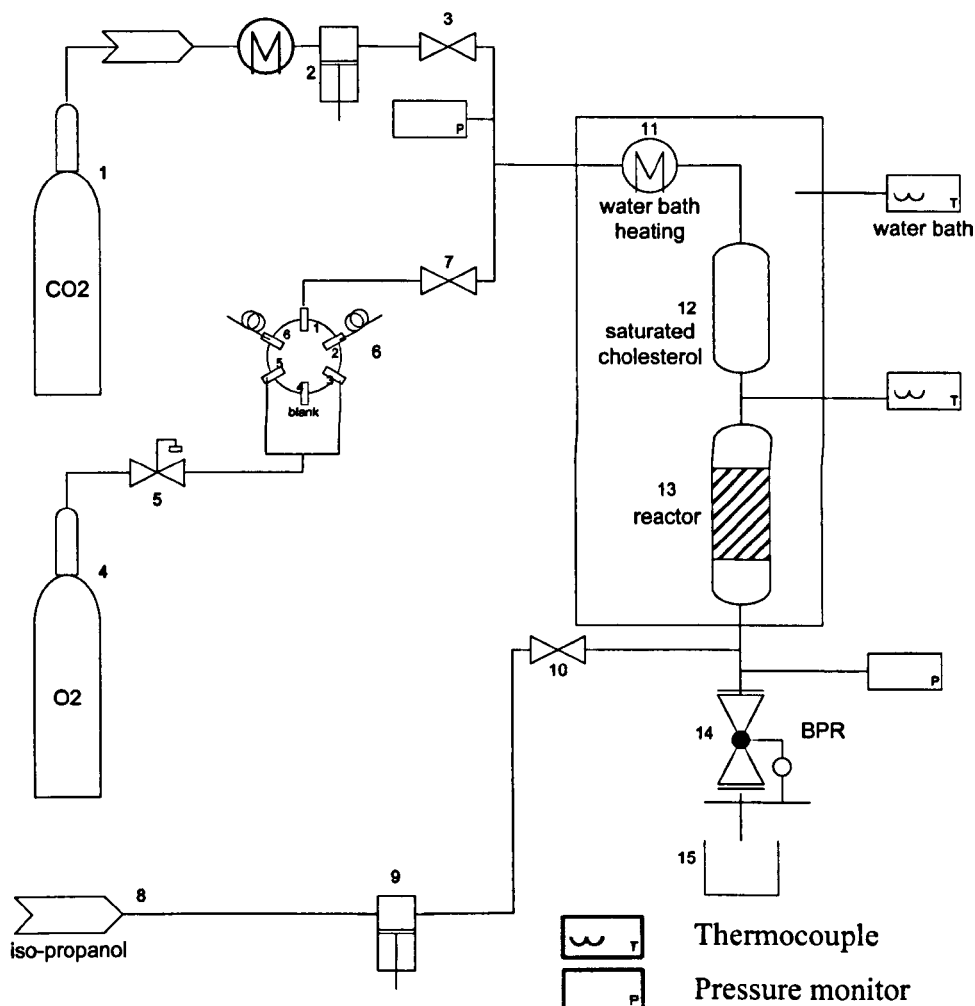 3
2
P
1
CO2
11
water bath
heating
T
water bath
7
12
saturated
cholesterol
6
1
2
3
4
5
6
blank
T
5
13
reactor
4
O2
10
P
14
BPR
15
8
9
iso-propanol
T
Thermocouple
P
Pressure monitor